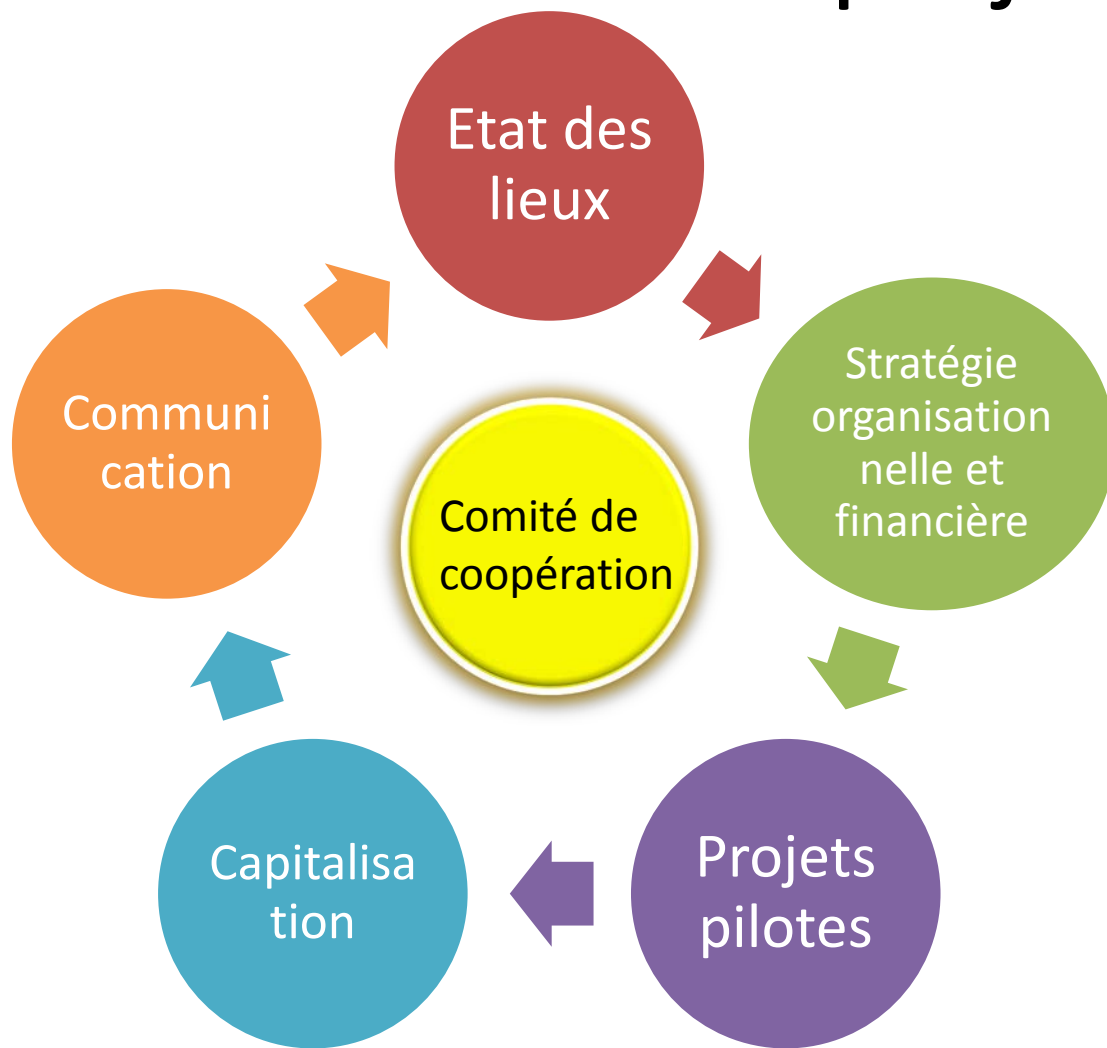 Etat des
lieux
Stratégie
organisation
nelle et
financière
Communi
cation
Comité de
coopération
Projets
pilotes
Capitalisa
tion